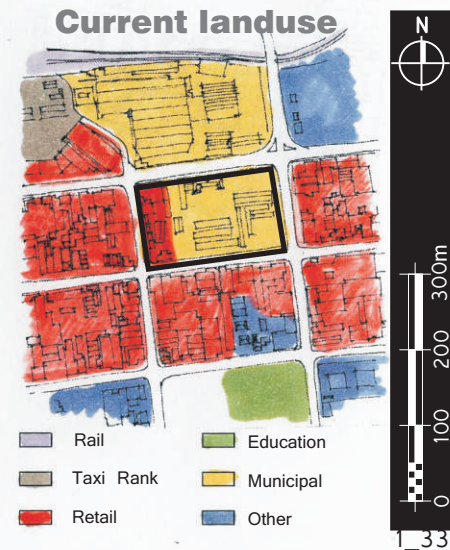 Current landuse
N
300m
200
100
0
Rail
Taxi Rank
Retail
Education
Municipal
Other
1_33